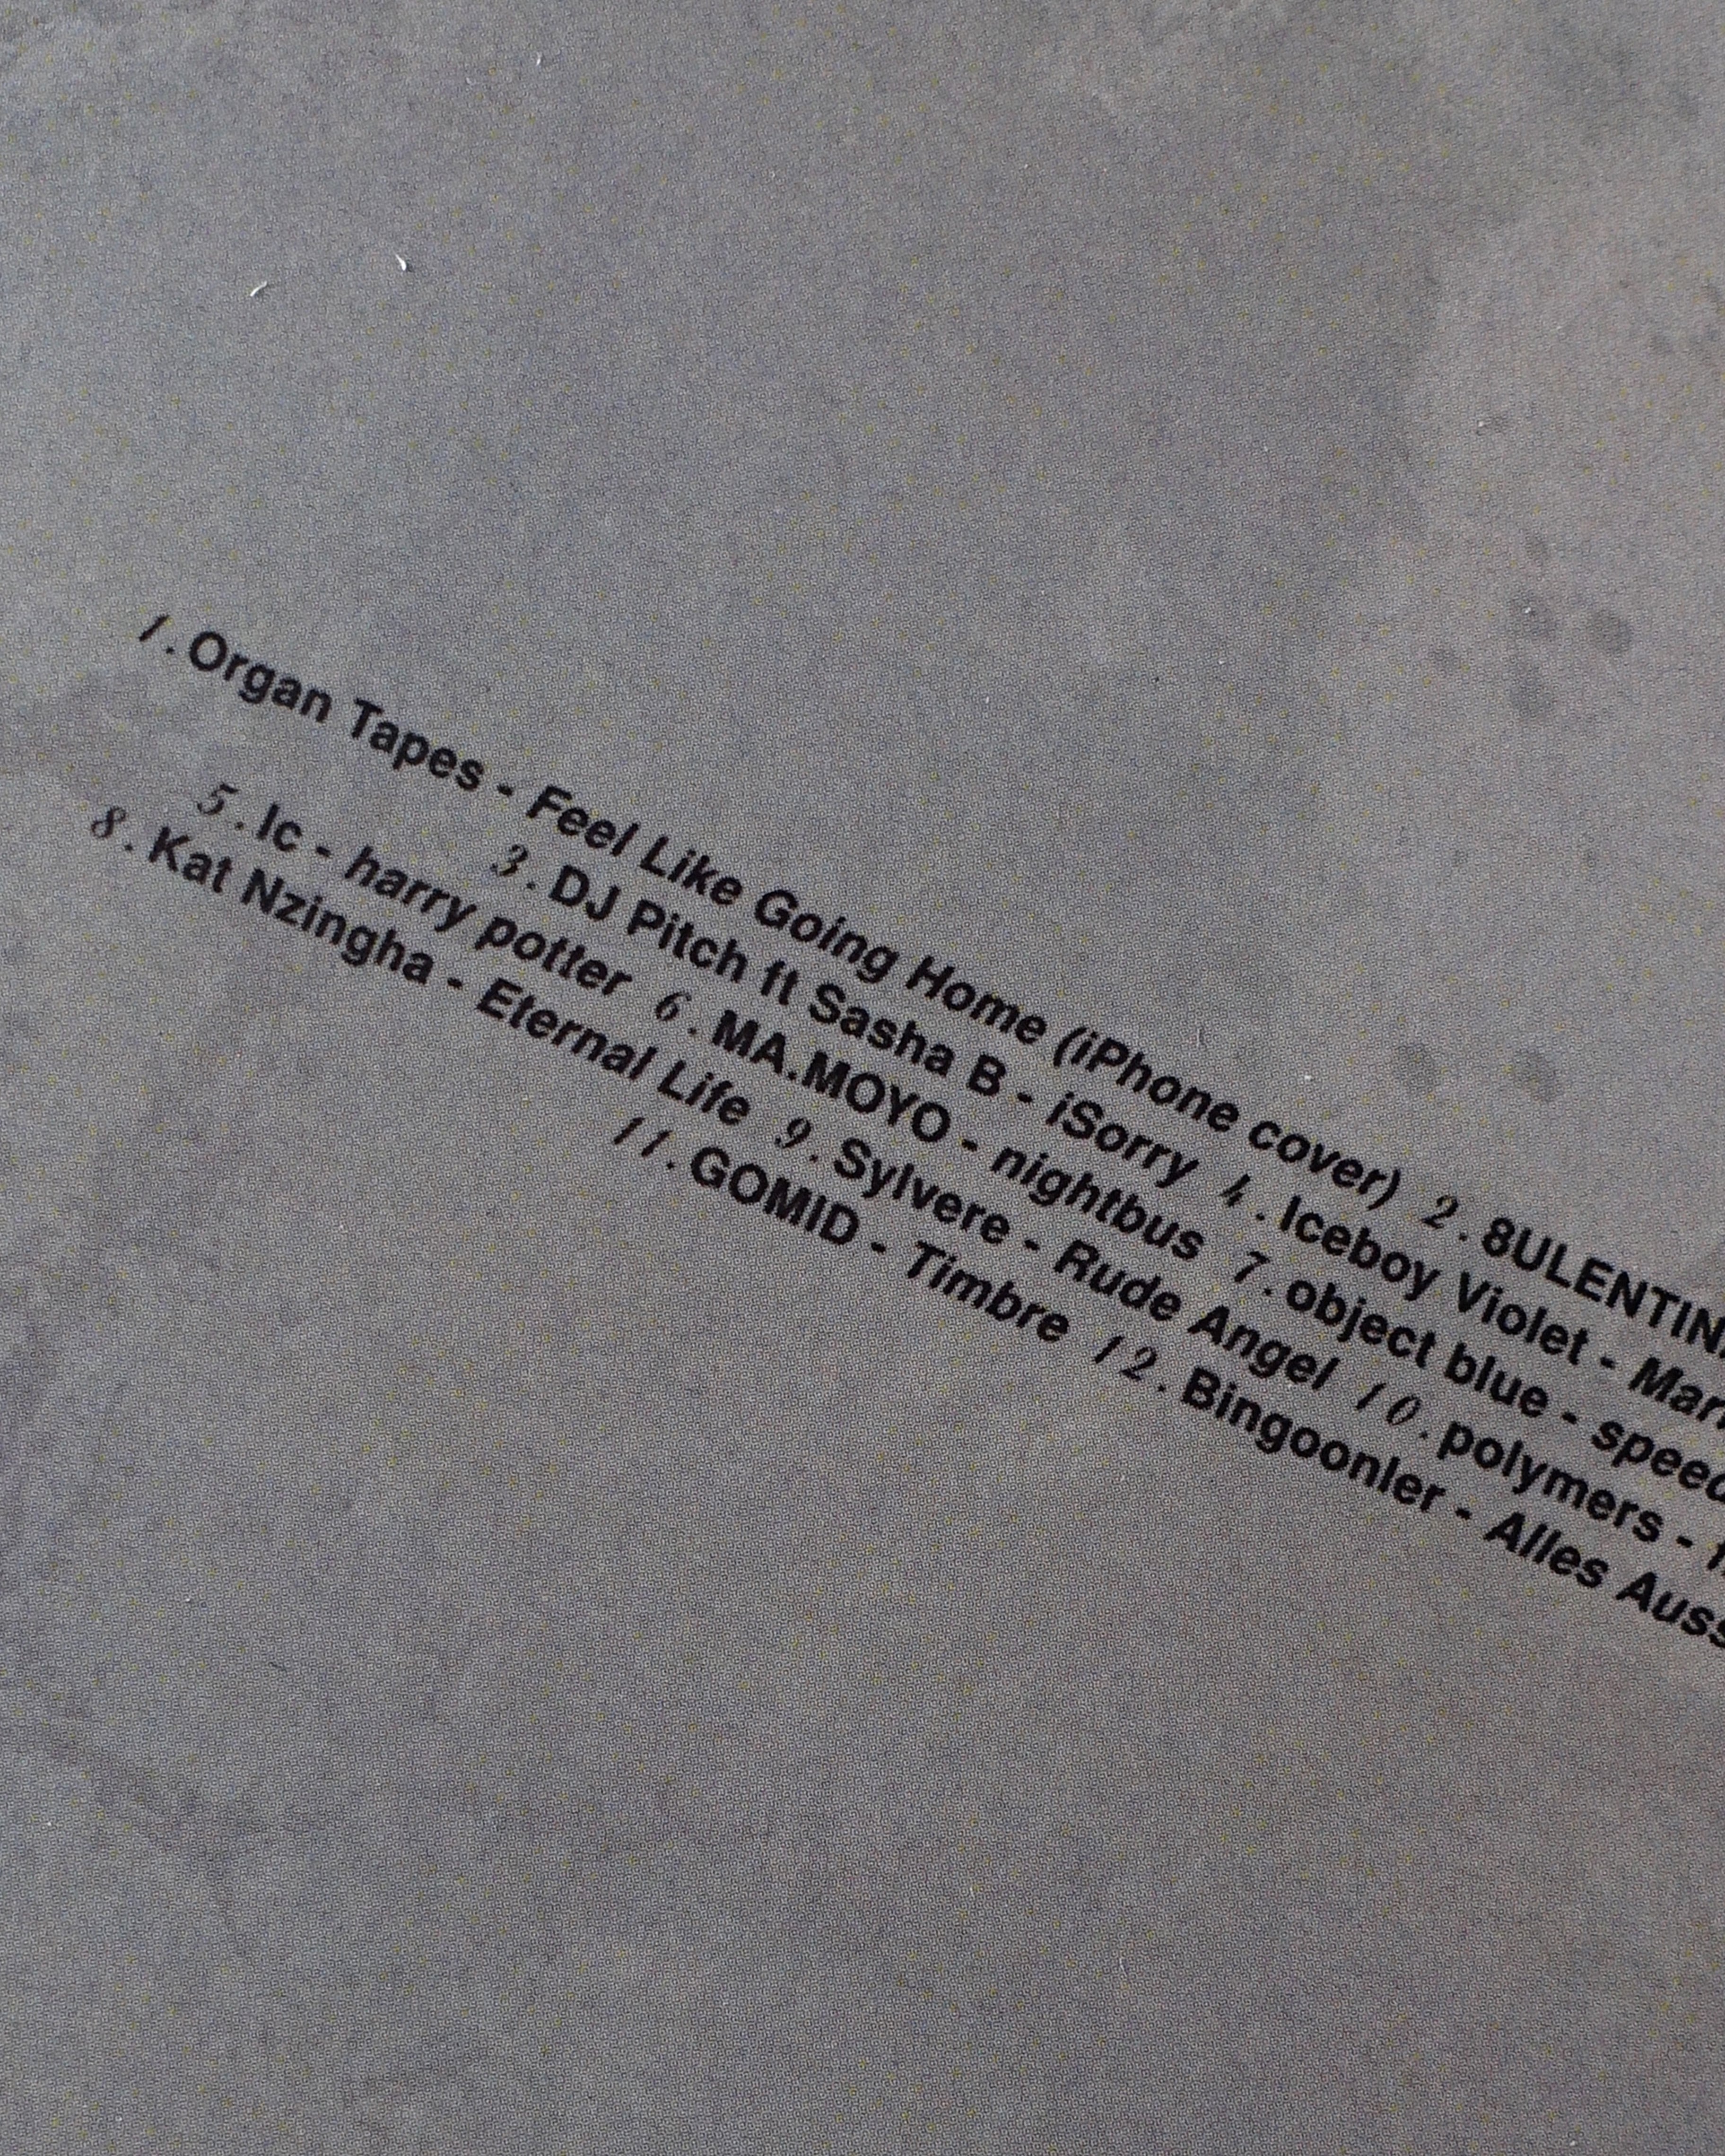 1. Organ Tapes - Feel Like Going Home (iPhone cover) 2. 8ULENTIN
3. DJ Pitch ft Sasha B - iSorry 4. Iceboy Violet - Mar
5. Ic - harry potter 6. MA.MOYO - nightbus 7. object blue - speed
8. Kat Nzingha - Eternal Life 9. Sylvere - Rude Angel 10. polymers -
11. GOMID - Timbre 12. Bingoonler - Alles Auss